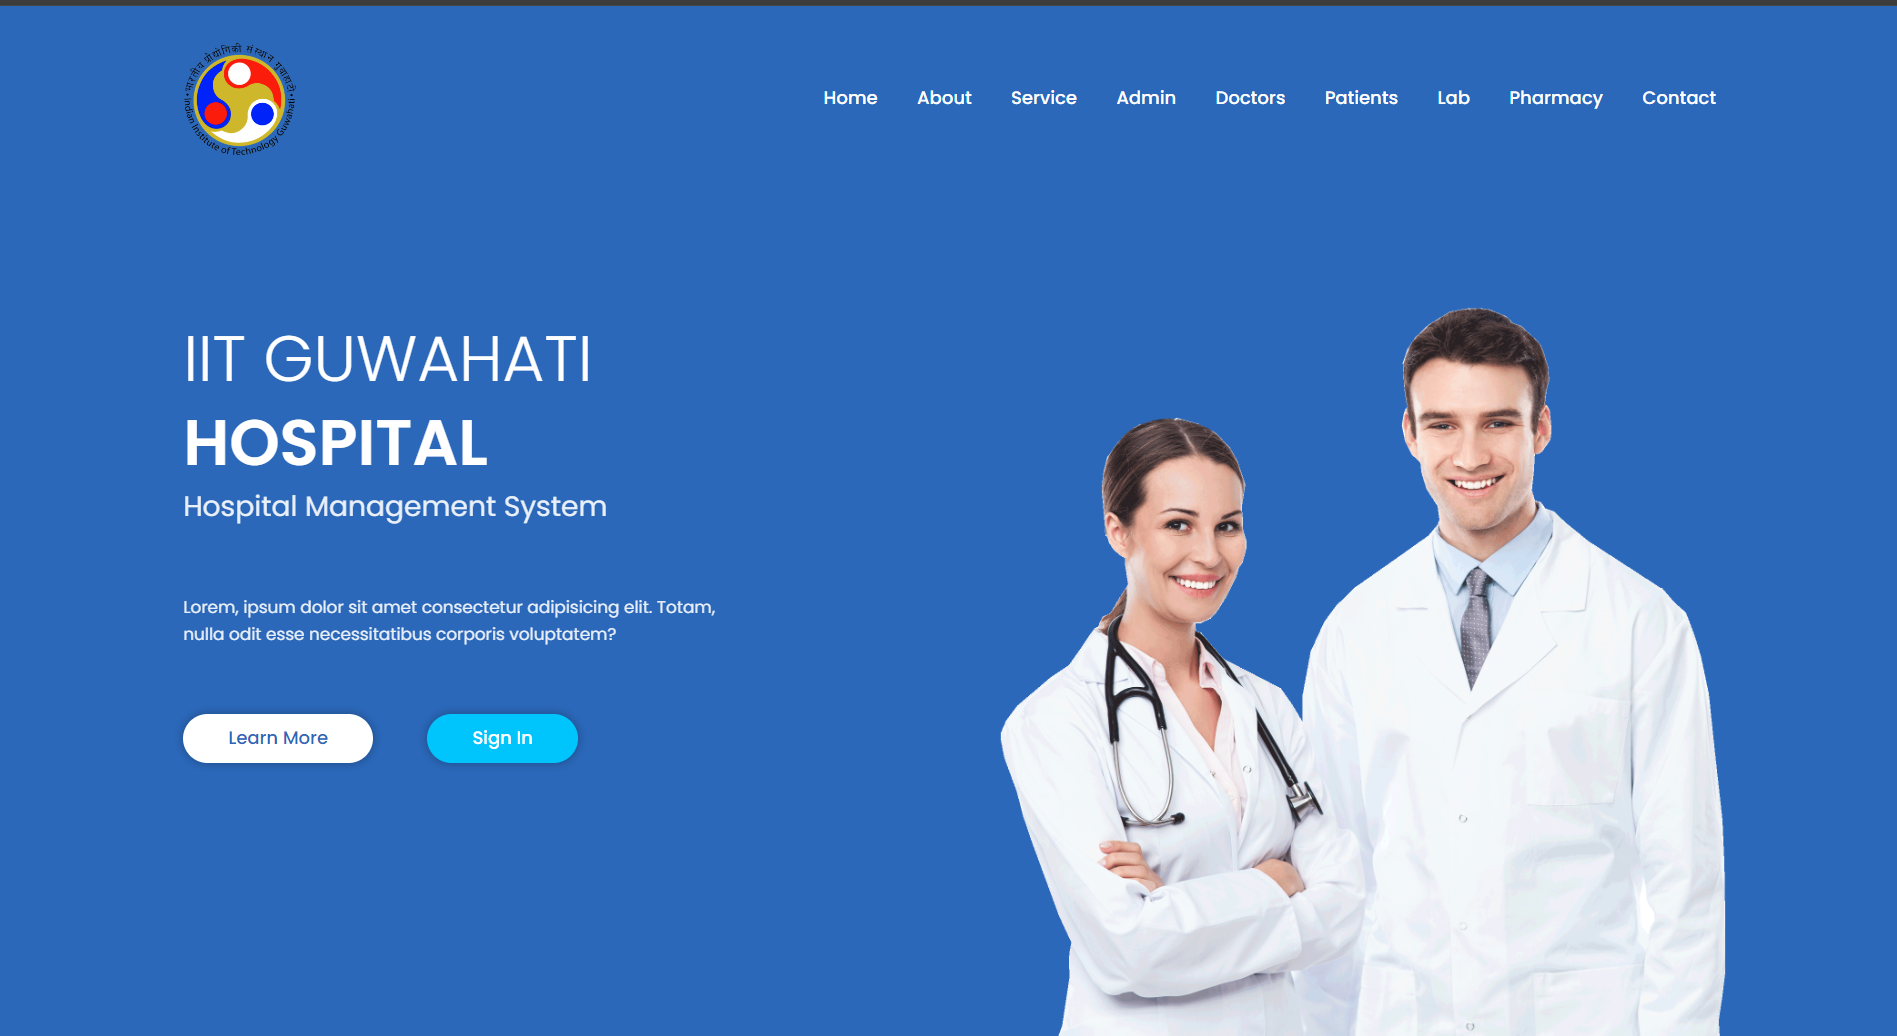 भारतीय प्रौद्योगिकी संस्थान गुवाहाटी
Indian Institute of Technology Guwahati
Home About Service Admin Doctors Patients Lab Pharmacy Contact
IIT GUWAHATI
HOSPITAL
Hospital Management System
Lorem, ipsum dolor sit amet consectetur adipisicing elit. Totam,
nulla odit esse necessitatibus corporis voluptatem?
Learn More Sign In